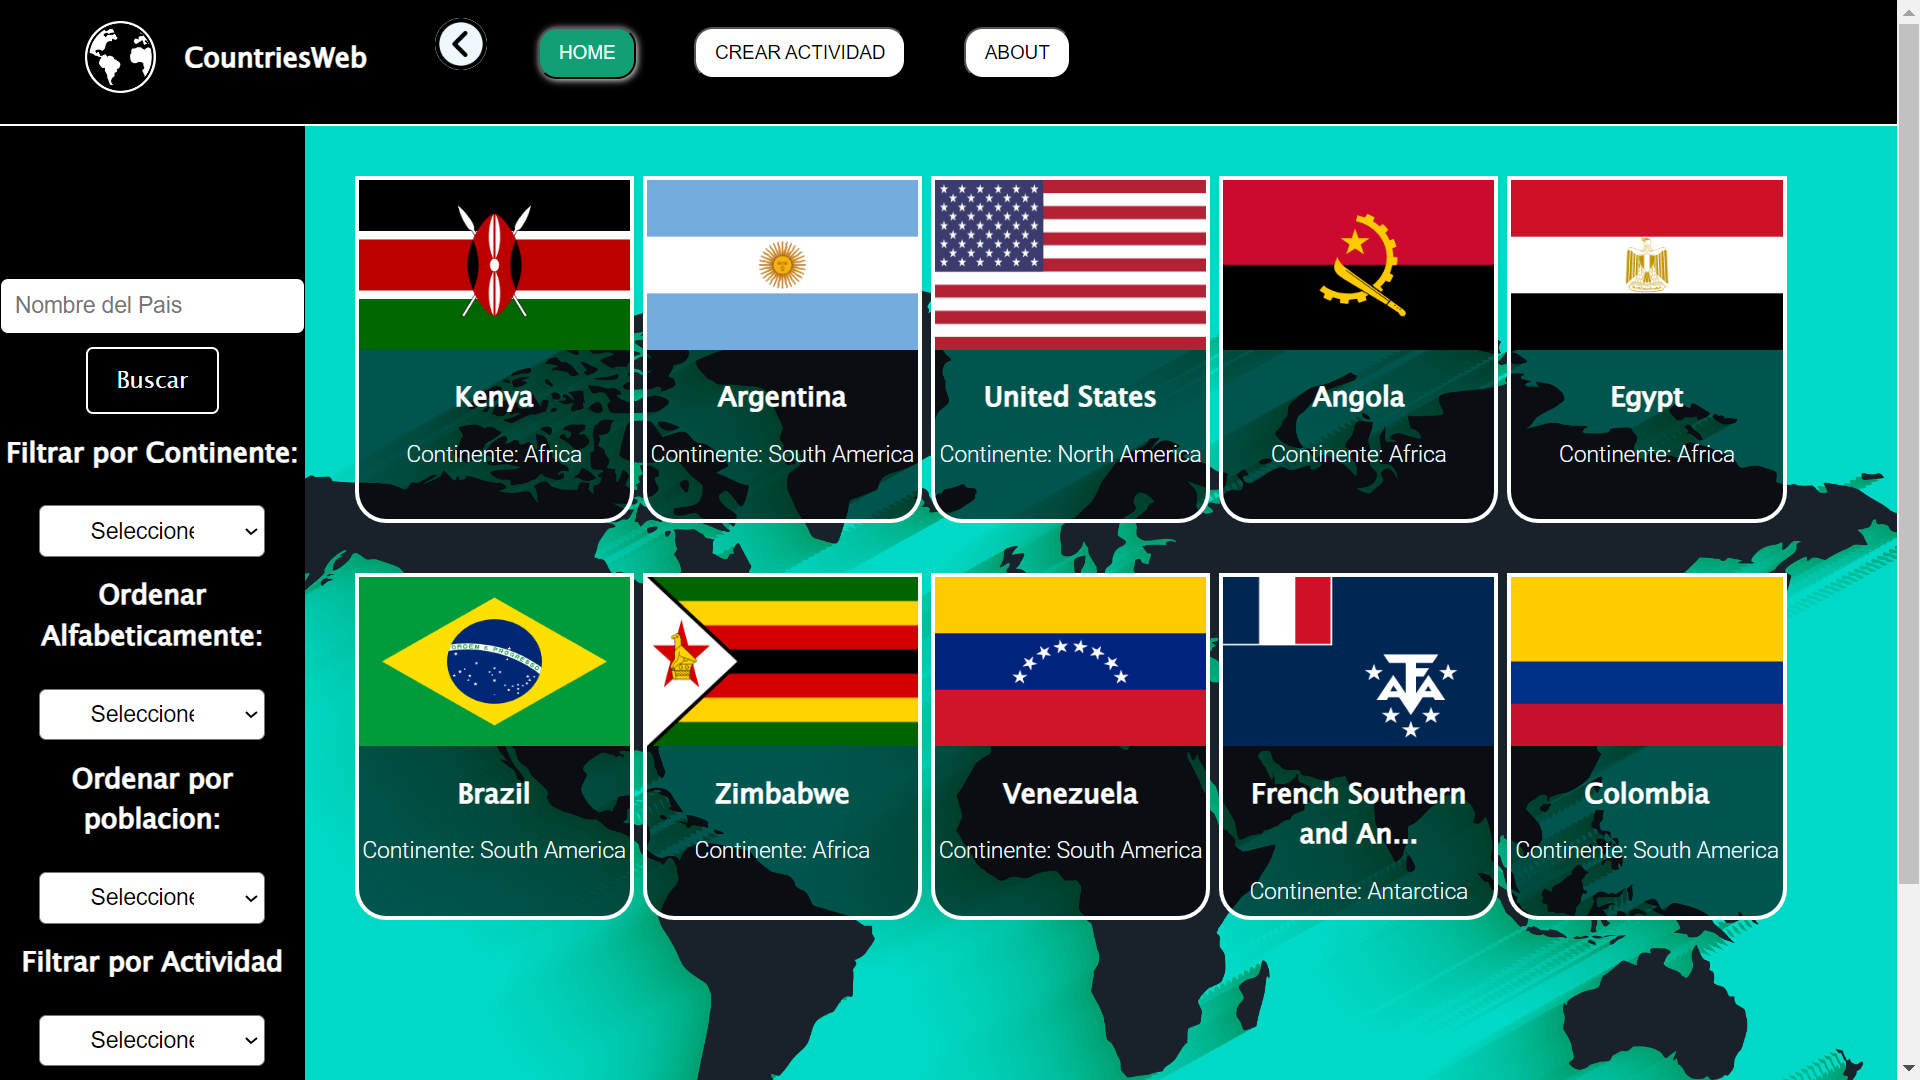 CountriesWeb
HOME
CREAR ACTIVIDAD
ABOUT
Nombre del Pais
Buscar
Filtrar por Continente:
Seleccione
Ordenar
Alfabeticamente:
Seleccione
Ordenar por
poblacion:
Seleccione
Filtrar por Actividad
Seleccione
Kenya
Continente: Africa
Argentina
Continente: South America
United States
Continente: North America
Angola
Continente: Africa
Egypt
Continente: Africa
ORDEM E PROGRESSO
Brazil
Continente: South America
Zimbabwe
Continente: Africa
Venezuela
Continente: South America
TAAF
French Southern
and An...
Continente: Antarctica
Colombia
Continente: South America